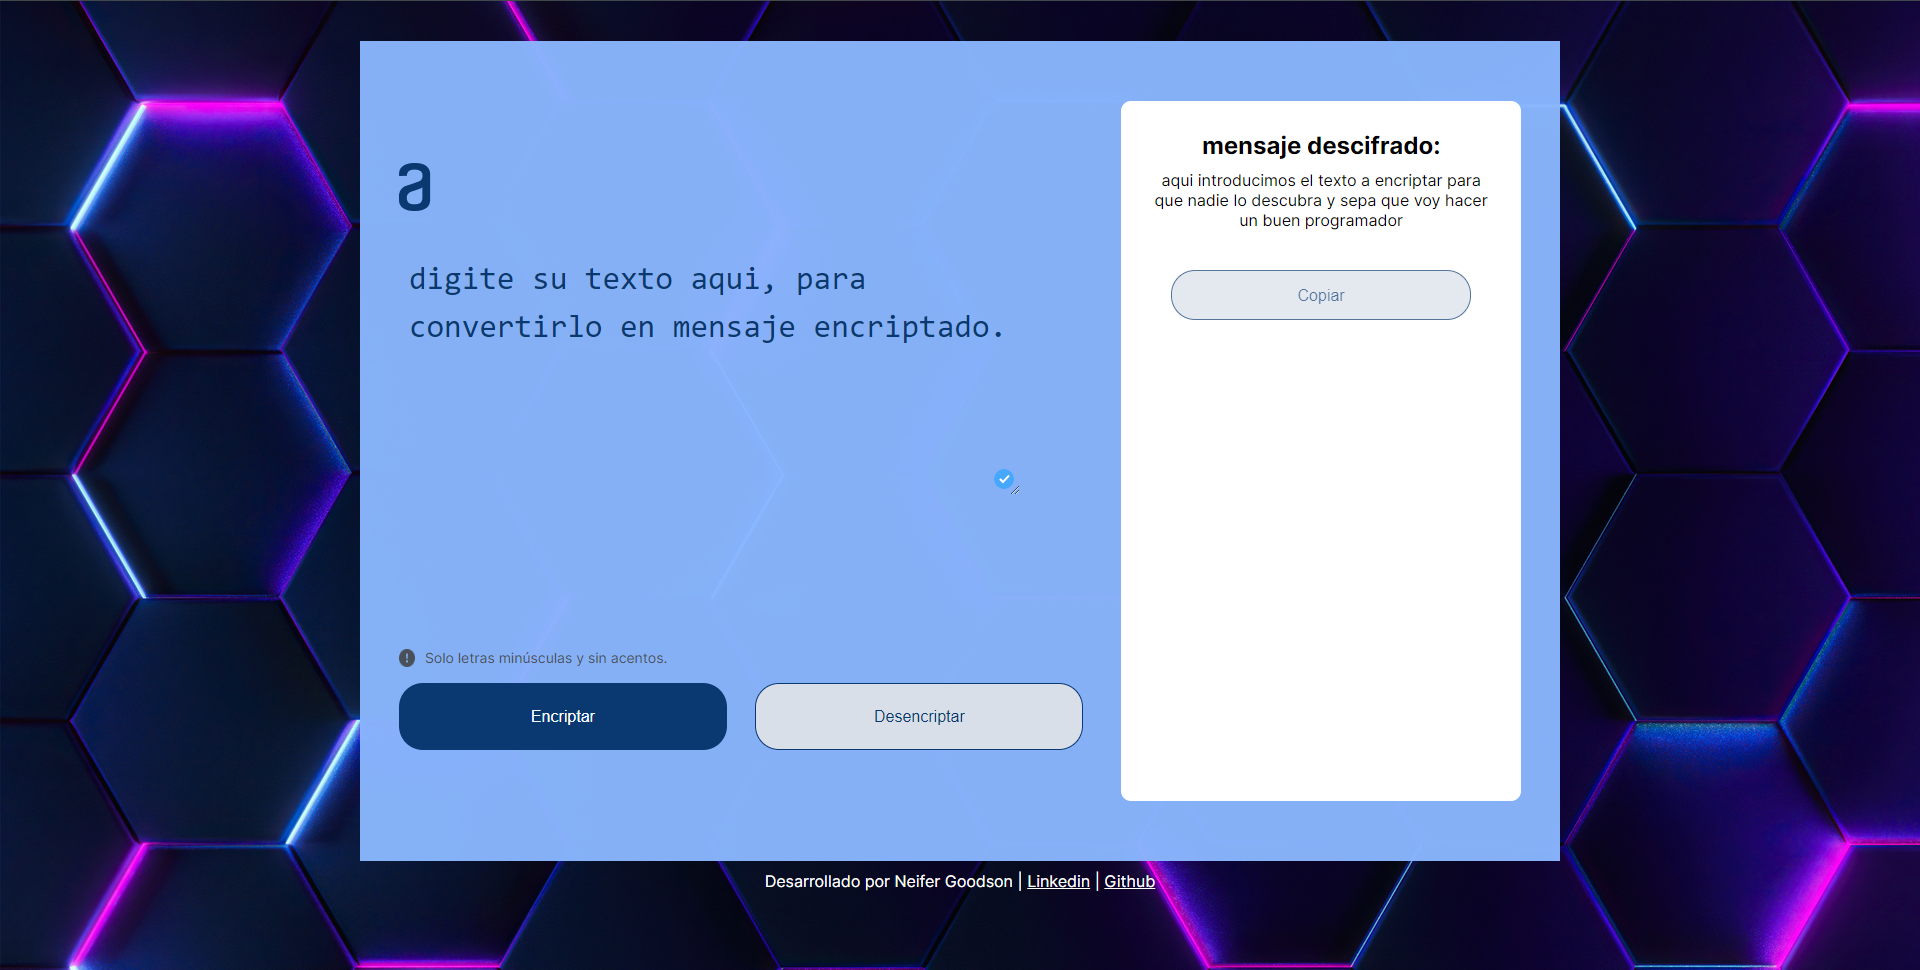 a
digite su texto aqui, para
convertirlo en mensaje encriptado.
Solo letras minúsculas y sin acentos.
Encriptar
Desencriptar
mensaje descifrado:
aqui introducimos el texto a encriptar para
que nadie lo descubra y sepa que voy hacer
un buen programador
Copiar
Desarrollado por Neifer Goodson | Linkedin | Github